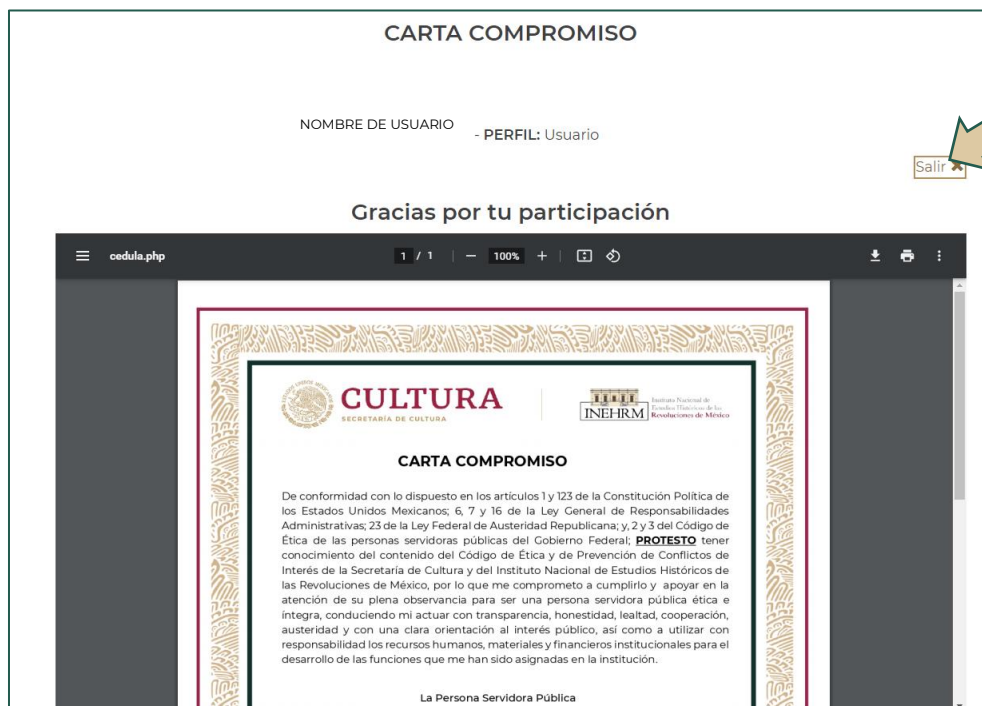 CARTA COMPROMISO
NOMBRE DE USUARIO
- PERFIL: Usuario
Salir
Gracias por tu participación
cedula.php
1 / 1
100%
CULTURA
SECRETARÍA DE CULTURA
INEHRM
Instituto Nacional de
Estudios Históricos de las
Revoluciones de México
CARTA COMPROMISO
De conformidad con lo dispuesto en los artículos 1 y 123 de la Constitución Política de
los Estados Unidos Mexicanos; 6, 7 y 16 de la Ley General de Responsabilidades
Administrativas; 23 de la Ley Federal de Austeridad Republicana; y, 2 y 3 del Código de
Ética de las personas servidoras públicas del Gobierno Federal; PROTESTO tener
conocimiento del contenido del Código de Ética y de Prevención de Conflictos de
Interés de la Secretaría de Cultura y del Instituto Nacional de Estudios Históricos de
las Revoluciones de México, por lo que me comprometo a cumplirlo y apoyar en la
atención de su plena observancia para ser una persona servidora pública ética e
íntegra, conduciendo mi actuar con transparencia, honestidad, lealtad, cooperación,
austeridad y con una clara orientación al interés público, así como a utilizar con
responsabilidad los recursos humanos, materiales y financieros institucionales para el
desarrollo de las funciones que me han sido asignadas en la institución.
La Persona Servidora Pública